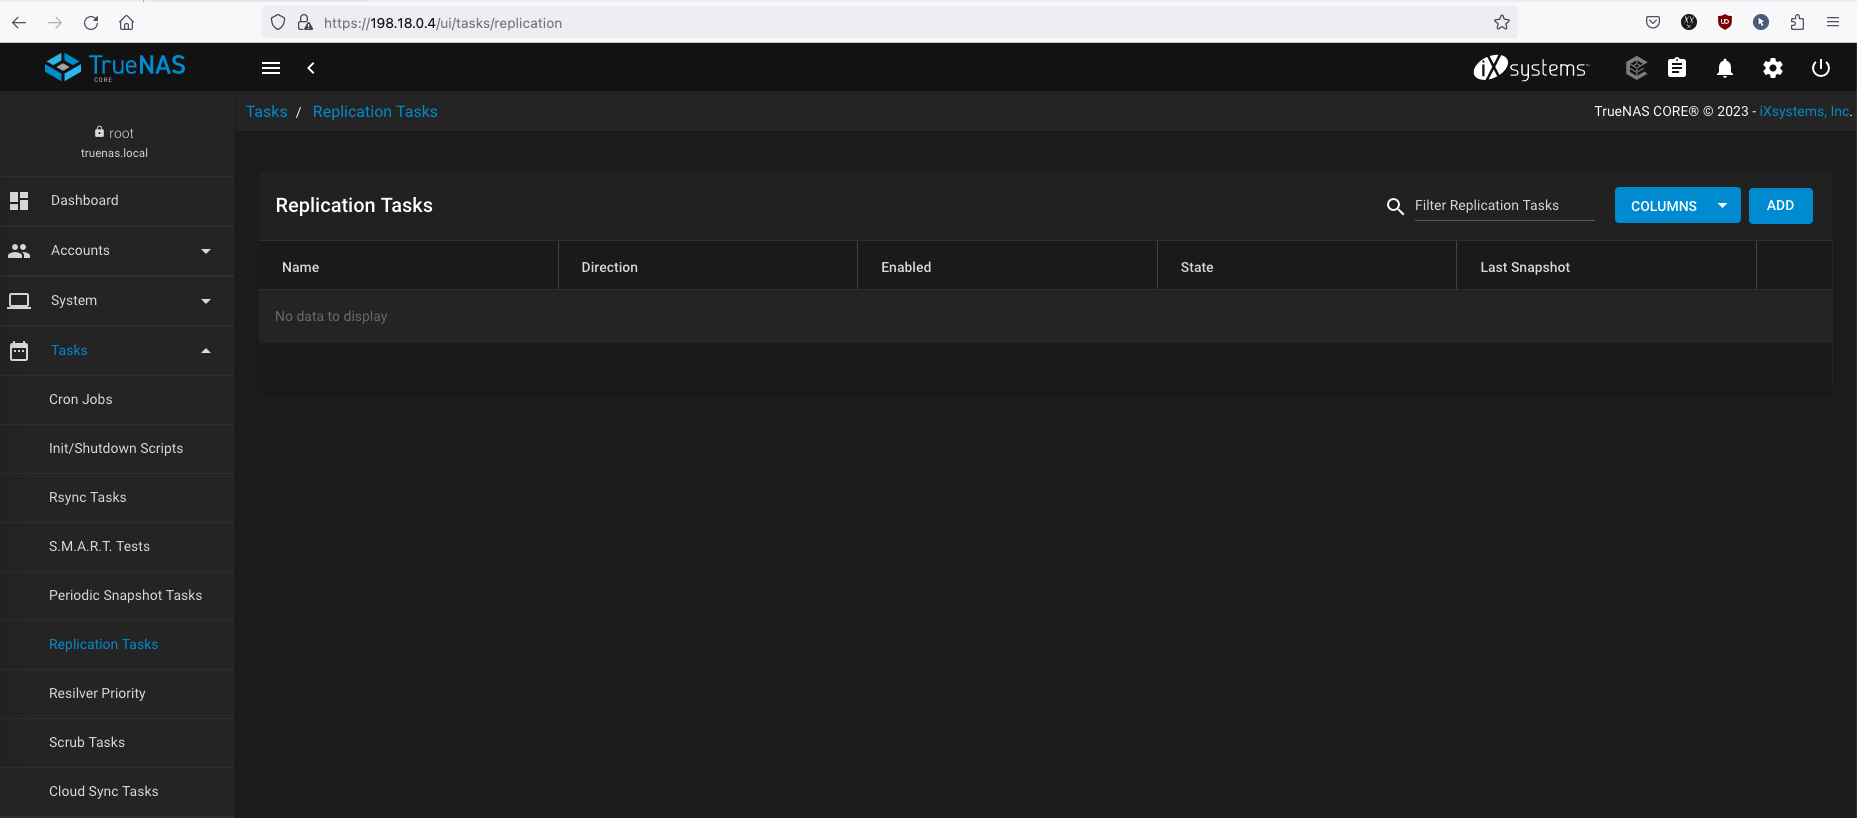 https://198.18.0.4/ui/tasks/replication
TrueNAS
CORE
iXsystems™
Tasks / Replication Tasks
TrueNAS CORE® © 2023 - iXsystems, Inc.
root
truenas.local
Dashboard
Accounts
System
Tasks
Cron Jobs
Init/Shutdown Scripts
Rsync Tasks
S.M.A.R.T. Tests
Periodic Snapshot Tasks
Replication Tasks
Resilver Priority
Scrub Tasks
Cloud Sync Tasks
Replication Tasks
Filter Replication Tasks
COLUMNS
ADD
Name Direction Enabled State Last Snapshot
No data to display